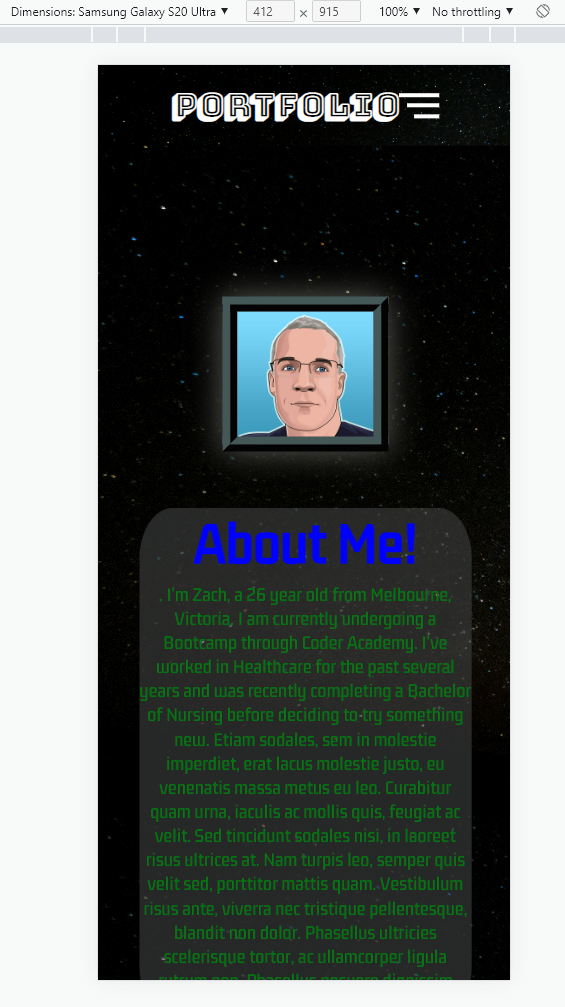 Dimensions: Samsung Galaxy S20 Ultra ▼ 412 × 915 100% ▼ No throttling ▼
PORTFOLIO
About Me!
. I'm Zach, a 26 year old from Melbourne,
Victoria, I am currently undergoing a
Bootcamp through Coder Academy. I've
worked in Healthcare for the past several
years and was recently completing a Bachelor
of Nursing before deciding to try something
new. Etiam sodales, sem in molestie
imperdiet, erat lacus molestie justo, eu
venenatis massa metus eu leo. Curabitur
quam urna, iaculis ac mollis quis, feugiat ac
velit. Sed tincidunt sodales nisi, in laoreet
risus ultrices at. Nam turpis leo, semper quis
velit sed, porttitor mattis quam. Vestibulum
risus ante, viverra nec tristique pellentesque,
blandit non dolor. Phasellus ultricies
scelerisque tortor, ac ullamcorper ligula
rutrum non. Phasellus posuere dignissim